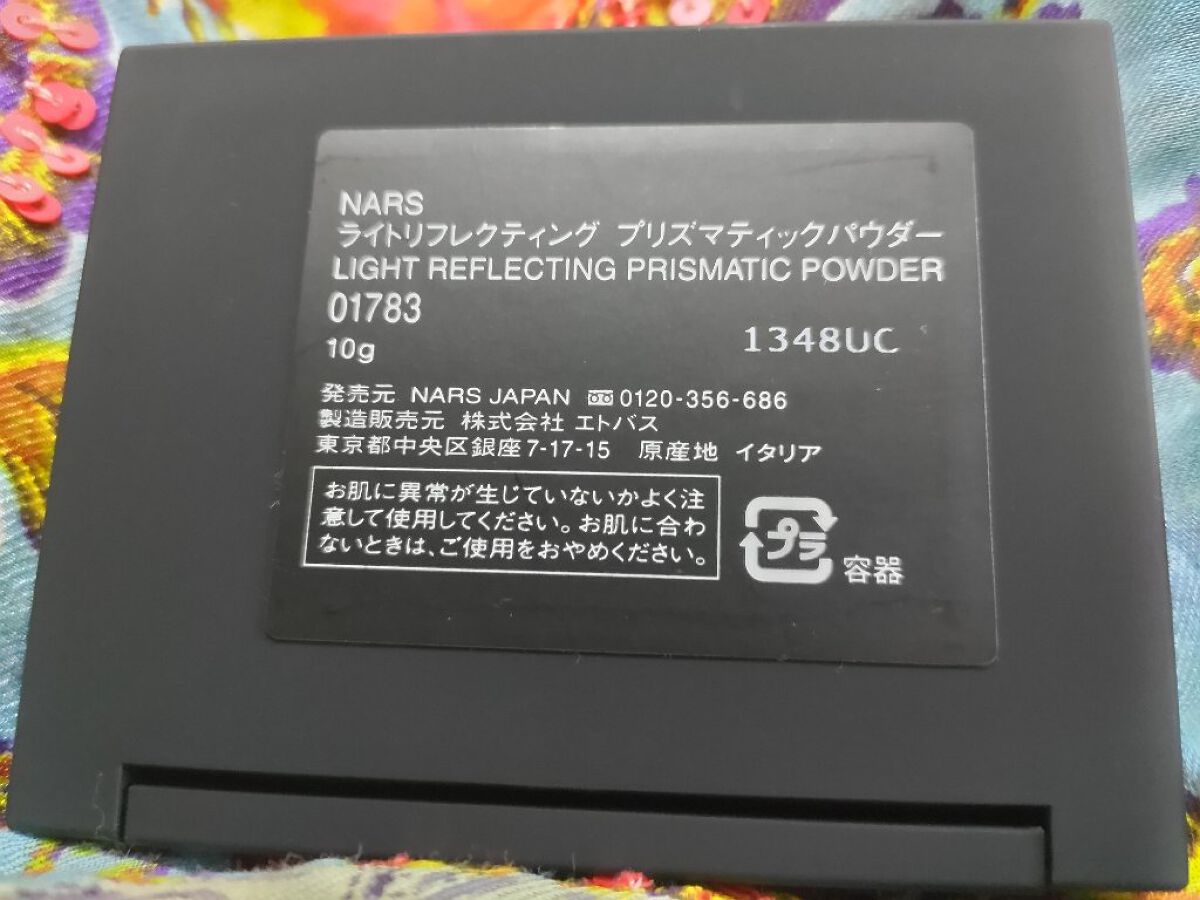 NARS
ライトリフレクティング プリズマティックパウダー
LIGHT REFLECTING PRISMATIC POWDER
01783
10g
1348UC
発売元 NARS JAPAN 0120-356-686
製造販売元 株式会社 エトバス
東京都中央区銀座7-17-15 原産地 イタリア
お肌に異常が生じていないかよく注
意して使用してください。お肌に合わ
ないときは、ご使用をおやめください。
プラ
容器